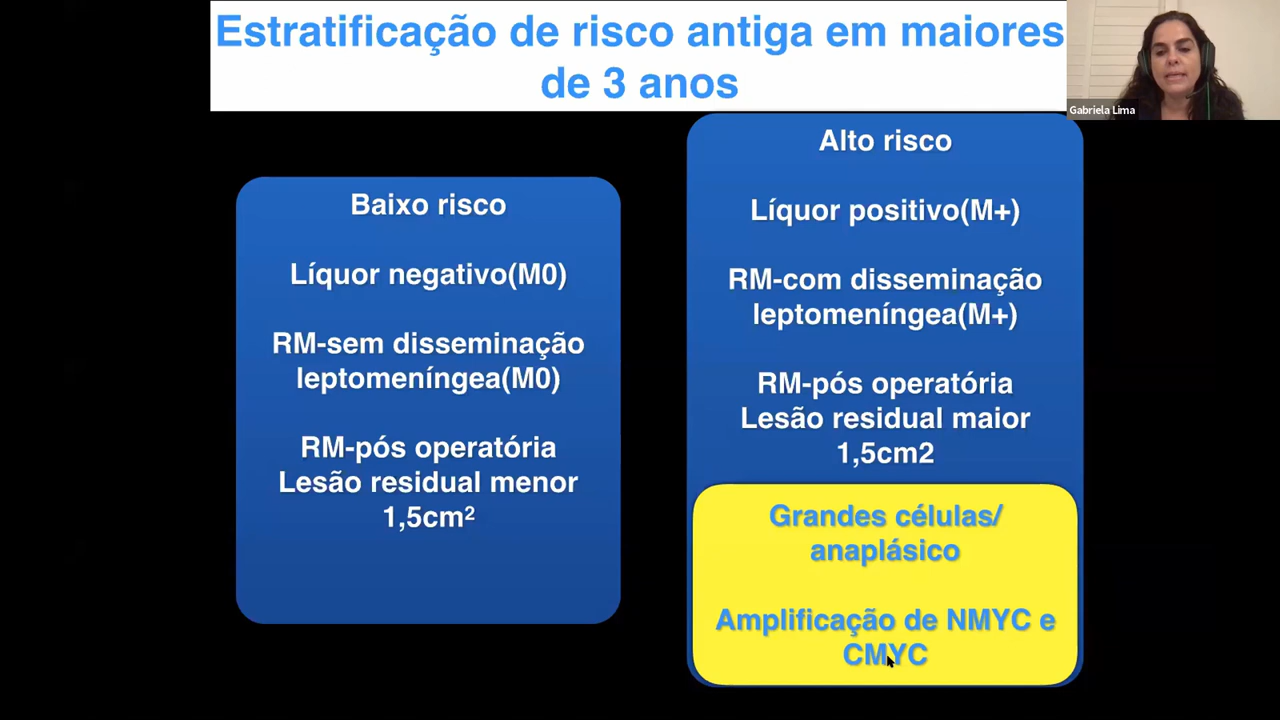 Estratificação de risco antiga em maiores
de 3 anos
Gabriela Lima
Baixo risco
Líquor negativo(M0)
RM-sem disseminação
leptomeníngea(M0)
RM-pós operatória
Lesão residual menor
1,5cm²
Alto risco
Líquor positivo(M+)
RM-com disseminação
leptomeníngea(M+)
RM-pós operatória
Lesão residual maior
1,5cm2
Grandes células/
anaplásico
Amplificação de NMYC e
CMYC